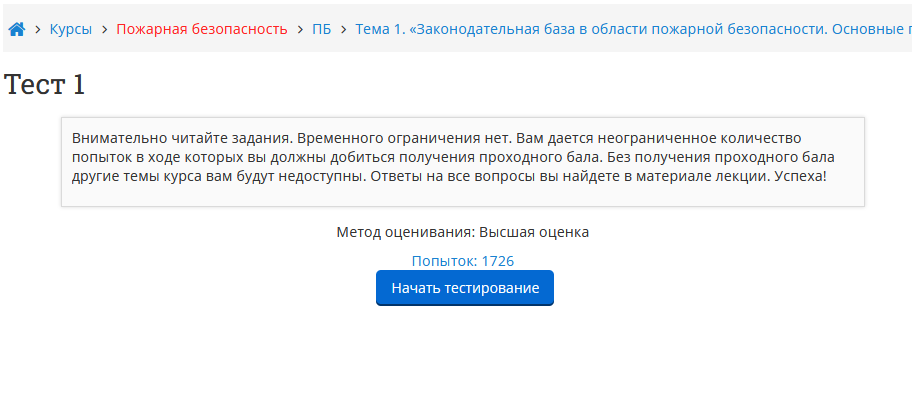 Курсы > Пожарная безопасность > ПБ > Тема 1. «Законодательная база в области пожарной безопасности. Основные
Тест 1
Внимательно читайте задания. Временного ограничения нет. Вам дается неограниченное количество
попыток в ходе которых вы должны добиться получения проходного бала. Без получения проходного бала
другие темы курса вам будут недоступны. Ответы на все вопросы вы найдете в материале лекции. Успеха!
Метод оценивания: Высшая оценка
Попыток: 1726
Начать тестирование